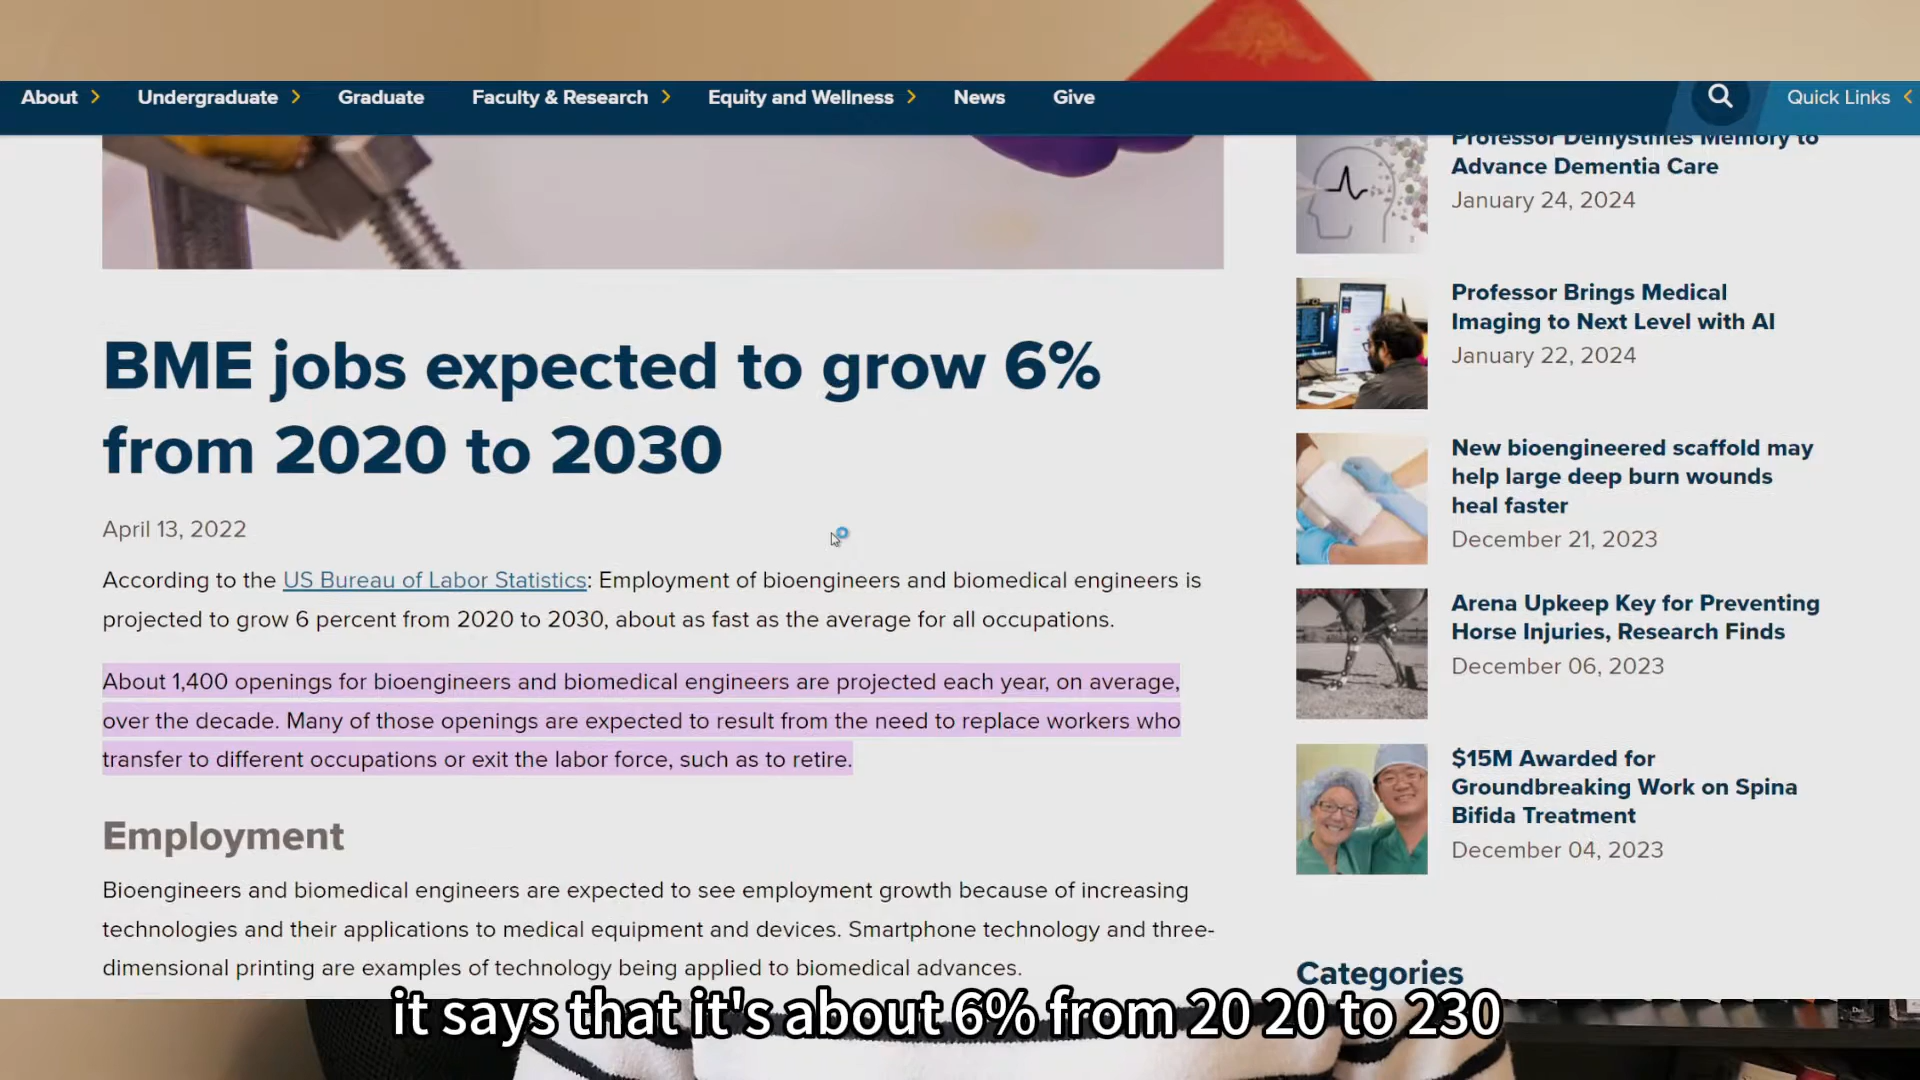 About
Undergraduate
Graduate
Faculty & Research
Equity and Wellness
News
Give
Quick Links
BME jobs expected to grow 6%
from 2020 to 2030
April 13, 2022
According to the US Bureau of Labor Statistics: Employment of bioengineers and biomedical engineers is
projected to grow 6 percent from 2020 to 2030, about as fast as the average for all occupations.
About 1,400 openings for bioengineers and biomedical engineers are projected each year, on average,
over the decade. Many of those openings are expected to result from the need to replace workers who
transfer to different occupations or exit the labor force, such as to retire.
Employment
Bioengineers and biomedical engineers are expected to see employment growth because of increasing
technologies and their applications to medical equipment and devices. Smartphone technology and three-
dimensional printing are examples of technology being applied to biomedical advances.
Professor Demystifies Memory to
Advance Dementia Care
January 24, 2024
Professor Brings Medical
Imaging to Next Level with AI
January 22, 2024
New bioengineered scaffold may
help large deep burn wounds
heal faster
December 21, 2023
Arena Upkeep Key for Preventing
Horse Injuries, Research Finds
December 06, 2023
$15M Awarded for
Groundbreaking Work on Spina
Bifida Treatment
December 04, 2023
Categories
it says that it's about 6% from 20 20 to 230